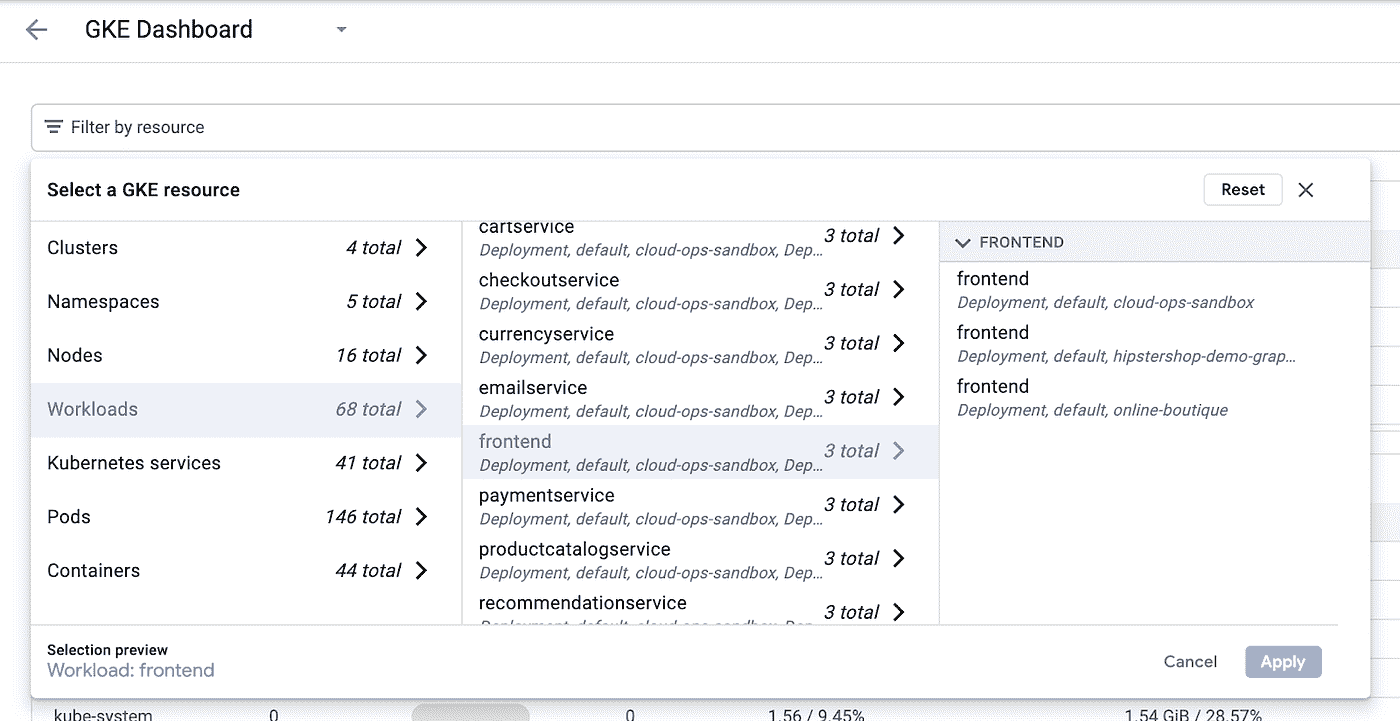 GKE Dashboard
Filter by resource
Select a GKE resource
Reset
Clusters 4 total
Namespaces 5 total
Nodes 16 total
Workloads 68 total
Kubernetes services 41 total
Pods 146 total
Containers 44 total
cartservice 3 total
Deployment, default, cloud-ops-sandbox, Dep...
checkoutservice 3 total
Deployment, default, cloud-ops-sandbox, Dep...
currencyservice 3 total
Deployment, default, cloud-ops-sandbox, Dep...
emailservice 3 total
Deployment, default, cloud-ops-sandbox, Dep...
frontend 3 total
Deployment, default, cloud-ops-sandbox, Dep...
paymentservice 3 total
Deployment, default, cloud-ops-sandbox, Dep...
productcatalogservice 3 total
Deployment, default, cloud-ops-sandbox, Dep...
recommendationservice 3 total
Deployment, default, cloud-ops-sandbox, Dep...
FRONTEND
frontend
Deployment, default, cloud-ops-sandbox
frontend
Deployment, default, hipstershop-demo-grap...
frontend
Deployment, default, online-boutique
Selection preview
Workload: frontend
Cancel
Apply
kube-system 0 0 1.56 / 9.45% 1.54 GiB / 28.57%